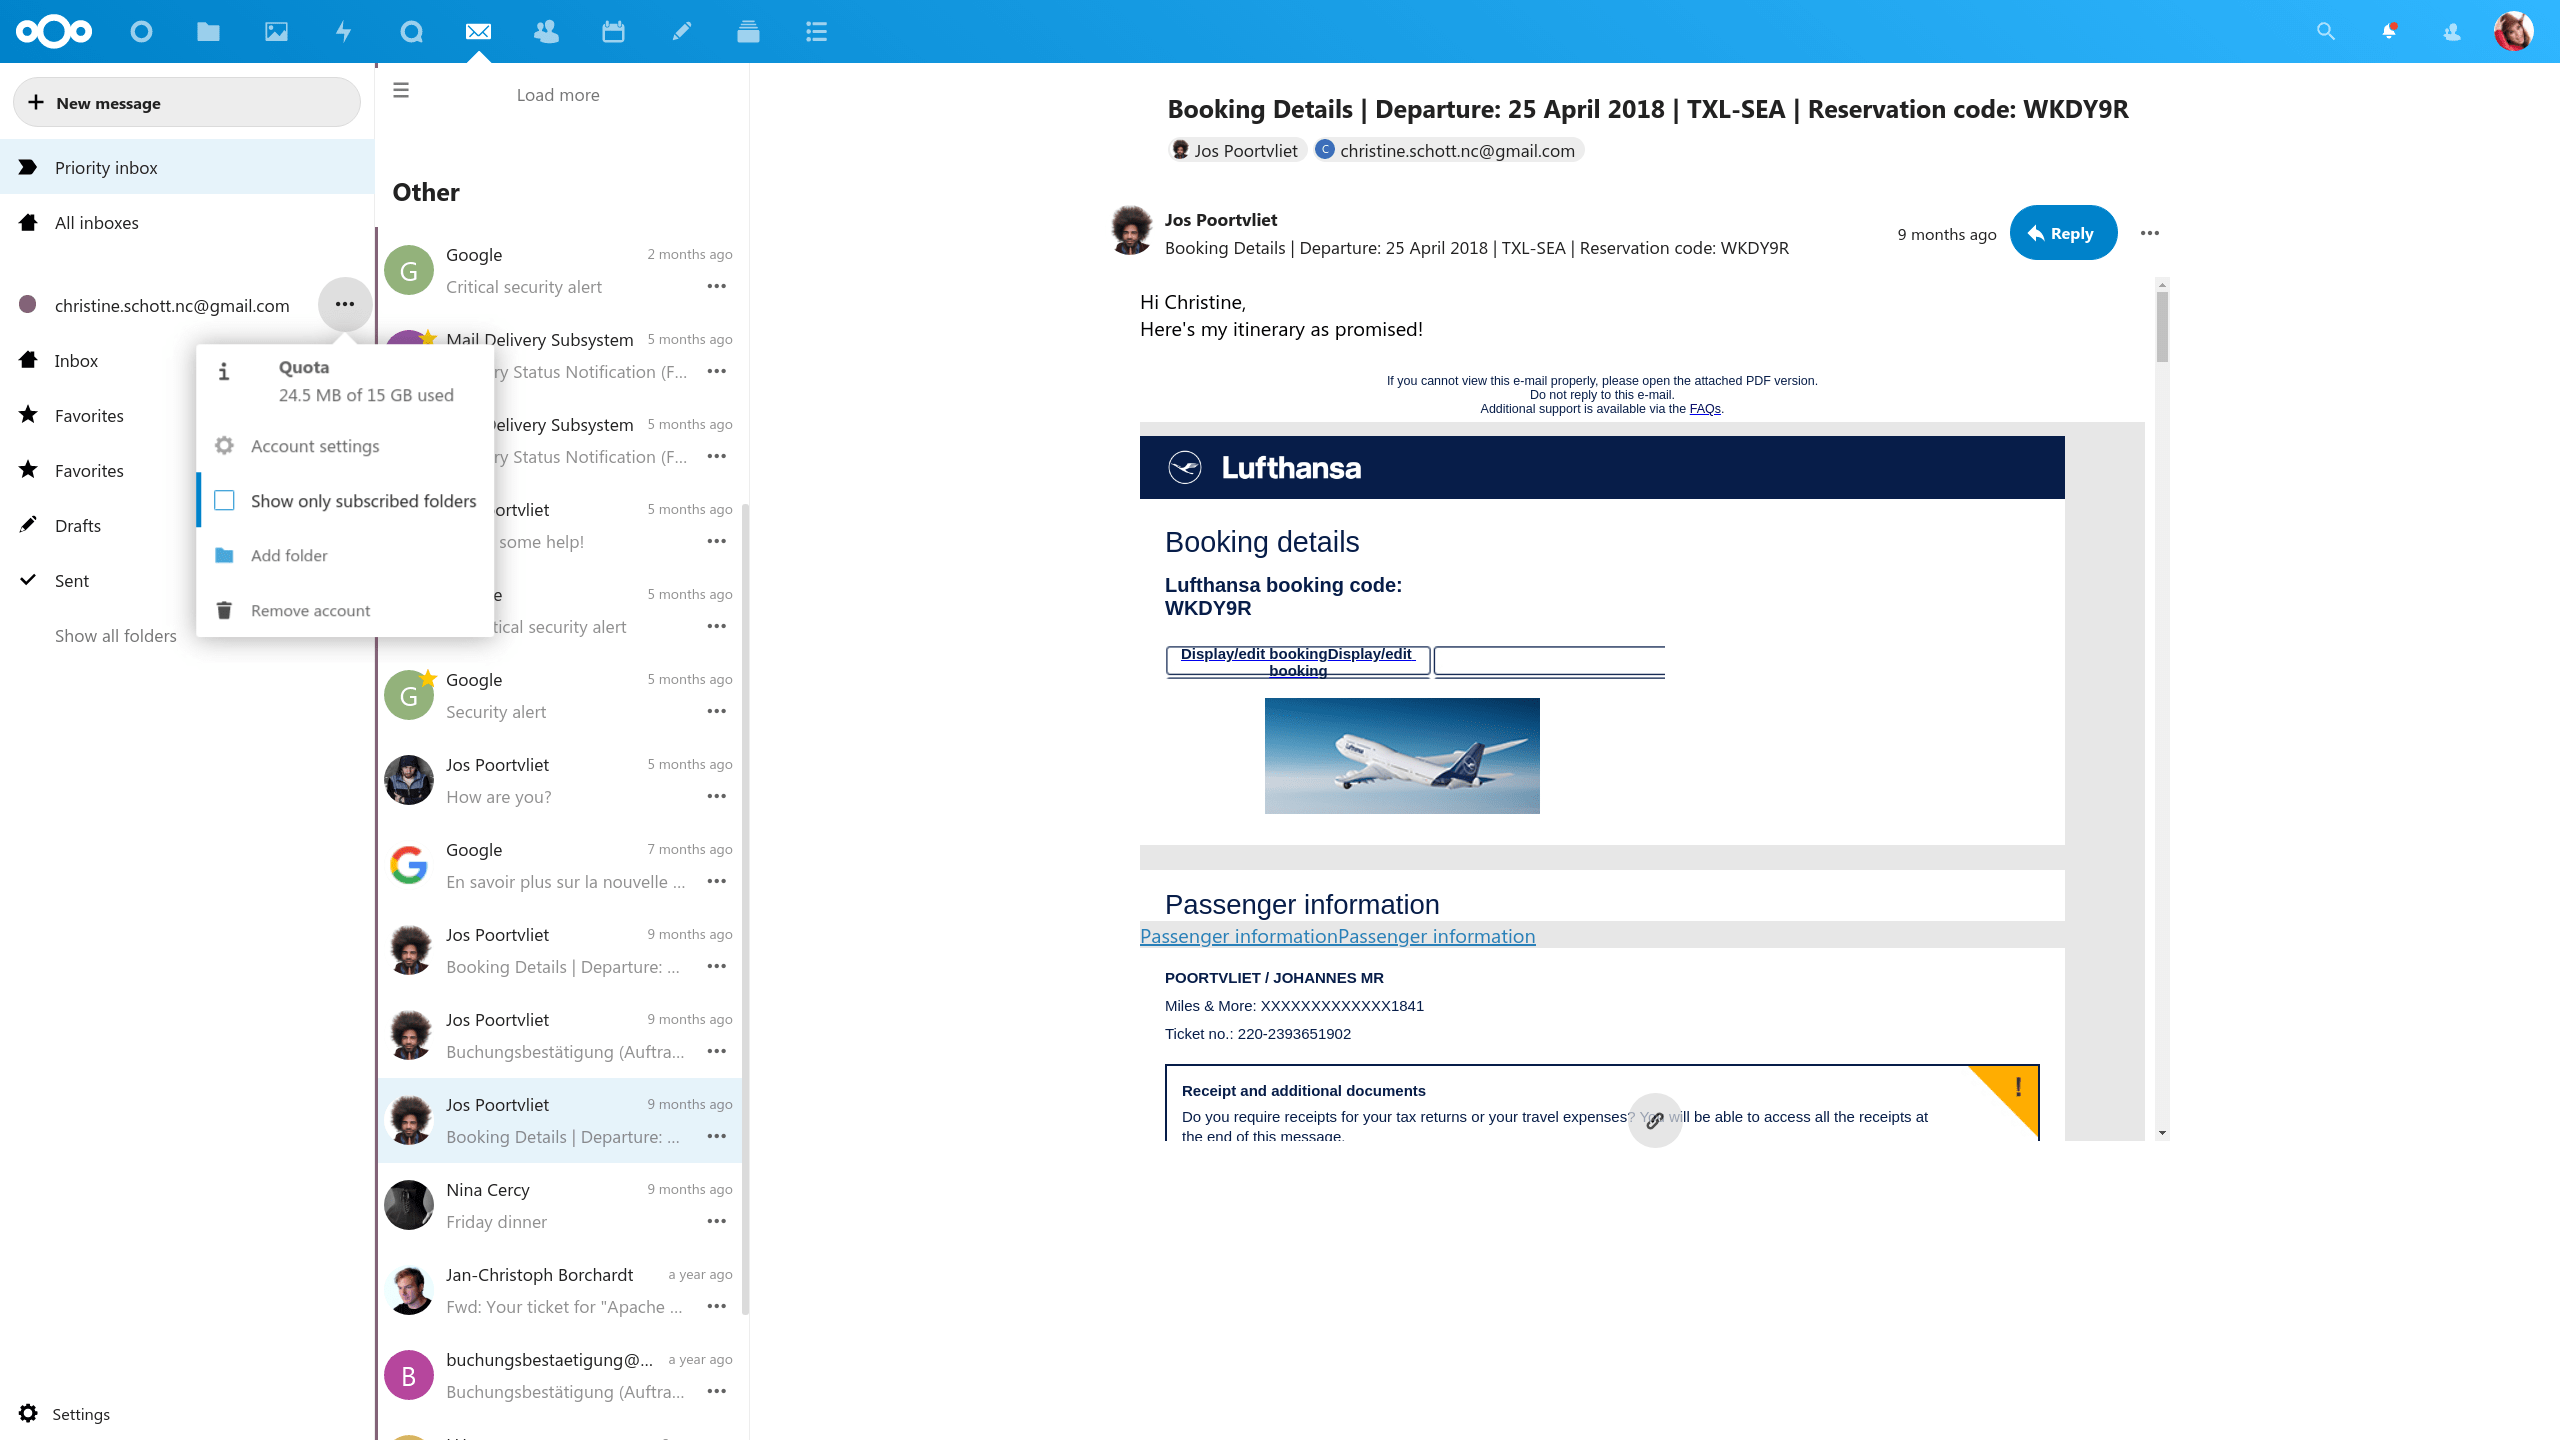 New message
Priority inbox
All inboxes
christine.schott.nc@gmail.com
Inbox
Favorites
Favorites
Drafts
Sent
Show all folders
Settings
Quota
24.5 MB of 15 GB used
Account settings
Show only subscribed folders
Add folder
Remove account
Load more
Other
G
Google 2 months ago
Critical security alert
Mail Delivery Subsystem 5 months ago
Status Notification (F...
Subsystem 5 months ago
Status Notification (F...
5 months ago
some help!
5 months ago
security alert
G
Google 5 months ago
Security alert
Jos Poortvliet 5 months ago
How are you?
Google 7 months ago
En savoir plus sur la nouvelle ...
Jos Poortvliet 9 months ago
Booking Details | Departure: ...
Jos Poortvliet 9 months ago
Buchungsbestätigung (Auftra...
Jos Poortvliet 9 months ago
Booking Details | Departure: ...
Nina Cercy 9 months ago
Friday dinner
Jan-Christoph Borchardt a year ago
Fwd: Your ticket for "Apache ...
B
buchungsbestaetigung@... a year ago
Buchungsbestätigung (Auftra...
Booking Details | Departure: 25 April 2018 | TXL-SEA | Reservation code: WKDY9R
Jos Poortvliet C christine.schott.nc@gmail.com
Jos Poortvliet
Booking Details | Departure: 25 April 2018 | TXL-SEA | Reservation code: WKDY9R
9 months ago
Reply
Hi Christine,
Here's my itinerary as promised!
If you cannot view this e-mail properly, please open the attached PDF version.
Do not reply to this e-mail.
Additional support is available via the FAQs.
Lufthansa
Booking details
Lufthansa booking code:
WKDY9R
Display/edit bookingDisplay/edit
booking
Lufthansa
Passenger information
Passenger informationPassenger information
POORTVLIET / JOHANNES MR
Miles & More: XXXXXXXXXXXXX1841
Ticket no.: 220-2393651902
Receipt and additional documents
!
Do you require receipts for your tax returns or your travel expenses? You will be able to access all the receipts at
the end of this message.